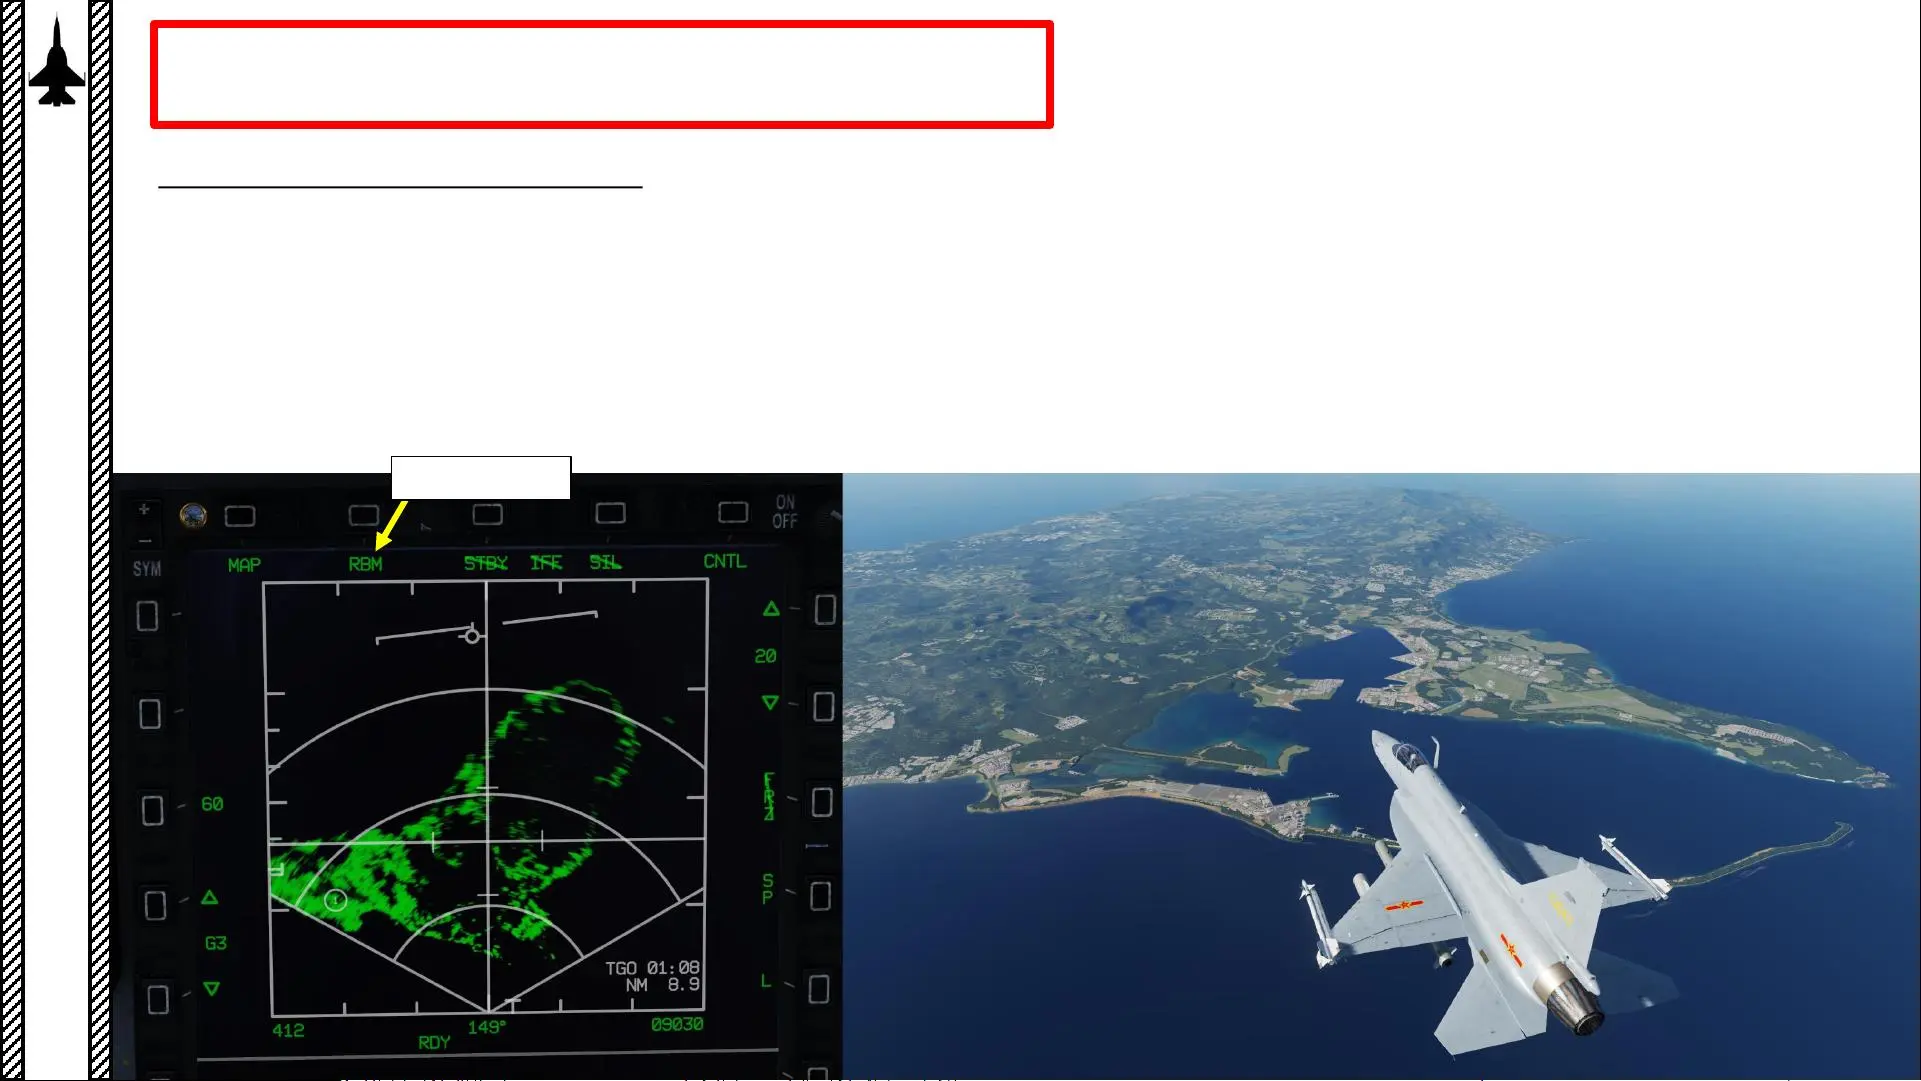 ON
OFF
SYM
MAP RBM STBY IFF SIL CNTL
20
60
FRZ
SP
G3
TGO 01:08
NM 8.9
L
412 149° 09030
RDY